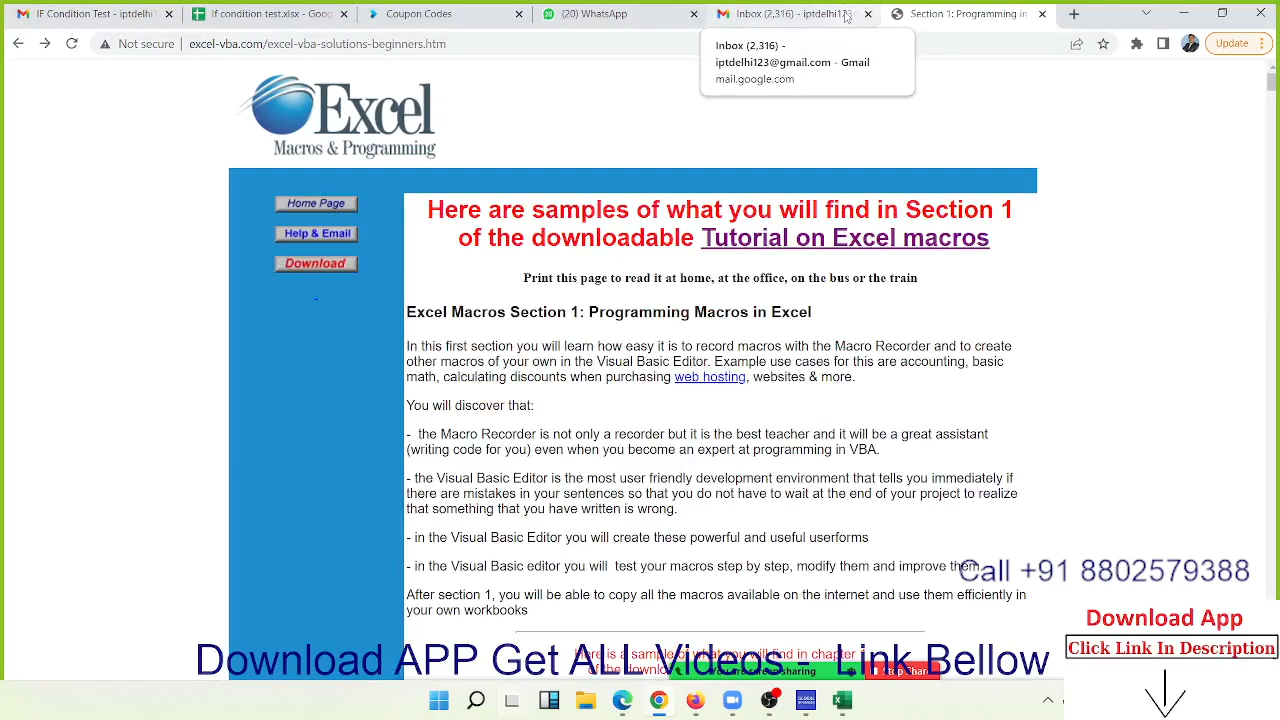 IF Condition Test - iptdelhi
If condition test.xlsx - Goog
Coupon Codes
(20) WhatsApp
Inbox (2,316) - iptdelhi123
Section 1: Programming in
Not secure
excel-vba.com/excel-vba-solutions-beginners.htm
Update
Inbox (2,316) -
iptdelhi123@gmail.com - Gmail
mail.google.com
Excel
Macros & Programming
Home Page
Help & Email
Download
Here are samples of what you will find in Section 1
of the downloadable Tutorial on Excel macros
Print this page to read it at home, at the office, on the bus or the train
Excel Macros Section 1: Programming Macros in Excel
In this first section you will learn how easy it is to record macros with the Macro Recorder and to create
other macros of your own in the Visual Basic Editor. Example use cases for this are accounting, basic
math, calculating discounts when purchasing web hosting, websites & more.
You will discover that:
- the Macro Recorder is not only a recorder but it is the best teacher and it will be a great assistant
(writing code for you) even when you become an expert at programming in VBA.
- the Visual Basic Editor is the most user friendly development environment that tells you immediately if
there are mistakes in your sentences so that you do not have to wait at the end of your project to realize
that something that you have written is wrong.
- in the Visual Basic Editor you will create these powerful and useful userforms
- in the Visual Basic editor you will test your macros step by step, modify them and improve them.
Call +91 8802579388
After section 1, you will be able to copy all the macros available on the internet and use them efficiently in
your own workbooks
Download App
Click Link In Description
Here is a sample of what you will find in chapter
of the
Download APP Get ALL Videos - Link Bellow